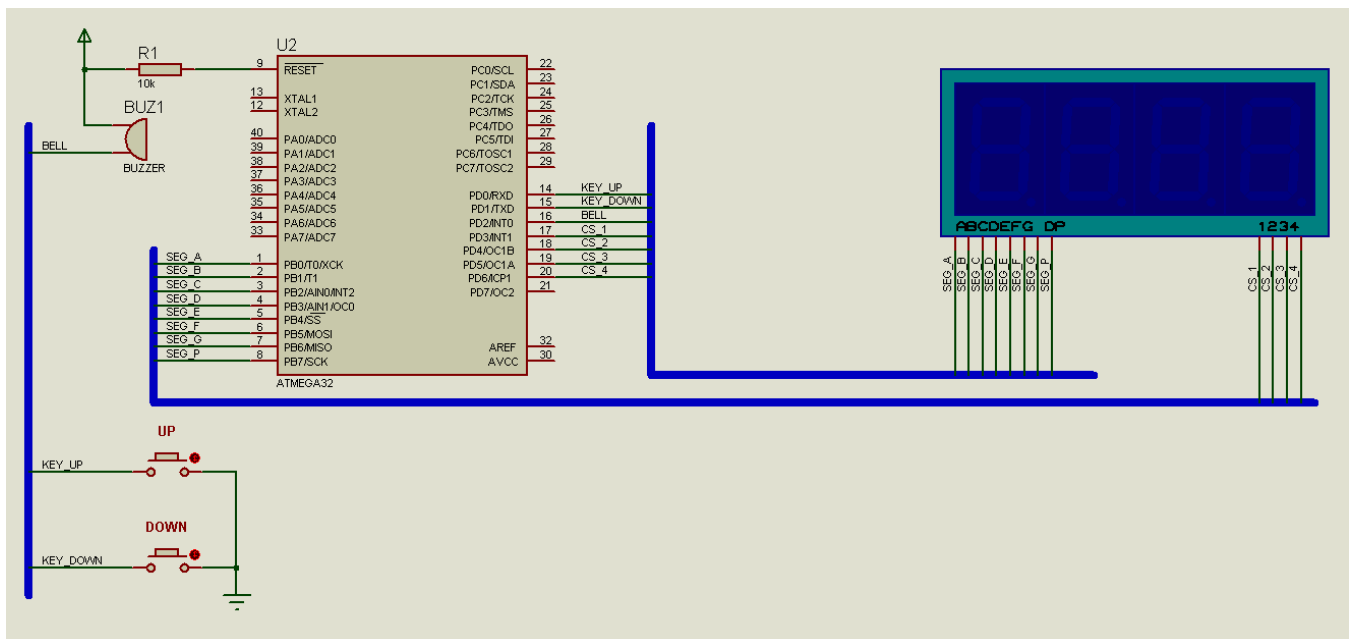 U2
R1
10k
BUZ1
BUZZER
BELL
9 RESET
13 XTAL1
12 XTAL2
40 PA0/ADC0
39 PA1/ADC1
38 PA2/ADC2
37 PA3/ADC3
36 PA4/ADC4
35 PA5/ADC5
34 PA6/ADC6
33 PA7/ADC7
SEG_A 1 PB0/T0/XCK
SEG_B 2 PB1/T1
SEG_C 3 PB2/AIN0/INT2
SEG_D 4 PB3/AIN1/OC0
SEG_E 5 PB4/SS
SEG_F 6 PB5/MOSI
SEG_G 7 PB6/MISO
SEG_P 8 PB7/SCK
PC0/SCL 22
PC1/SDA 23
PC2/TCK 24
PC3/TMS 25
PC4/TDO 26
PC5/TDI 27
PC6/TOSC1 28
PC7/TOSC2 29
PD0/RXD 14 KEY_UP
PD1/TXD 15 KEY_DOWN
PD2/INT0 16 BELL
PD3/INT1 17 CS_1
PD4/OC1B 18 CS_2
PD5/OC1A 19 CS_3
PD6/ICP1 20 CS_4
PD7/OC2 21
AREF 32
AVCC 30
ATMEGA32
ABCDEFG DP
1234
SEG_A
SEG_B
SEG_C
SEG_D
SEG_E
SEG_F
SEG_G
SEG_P
CS_1
CS_2
CS_3
CS_4
UP
KEY_UP
DOWN
KEY_DOWN